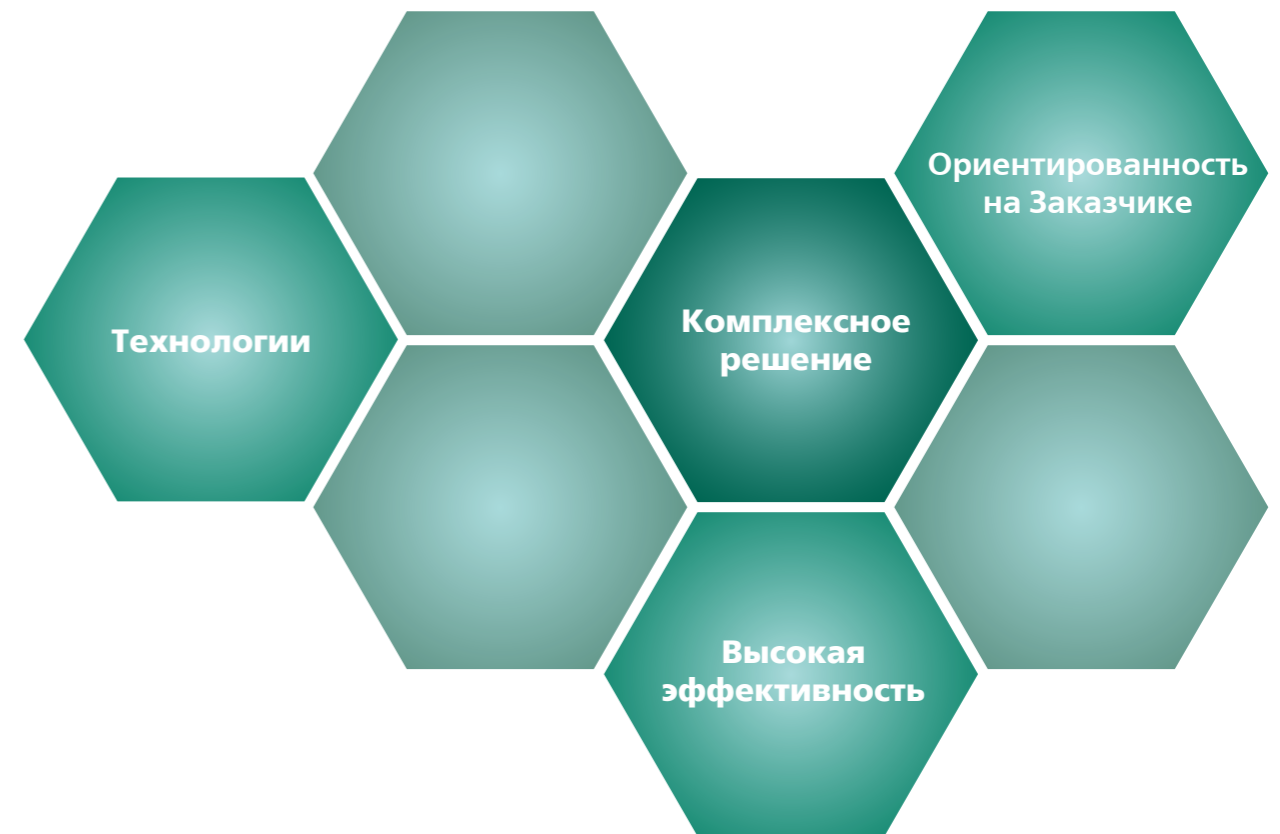 Ориентированность
на Заказчике
Технологии
Комплексное
решение
Высокая
эффективность